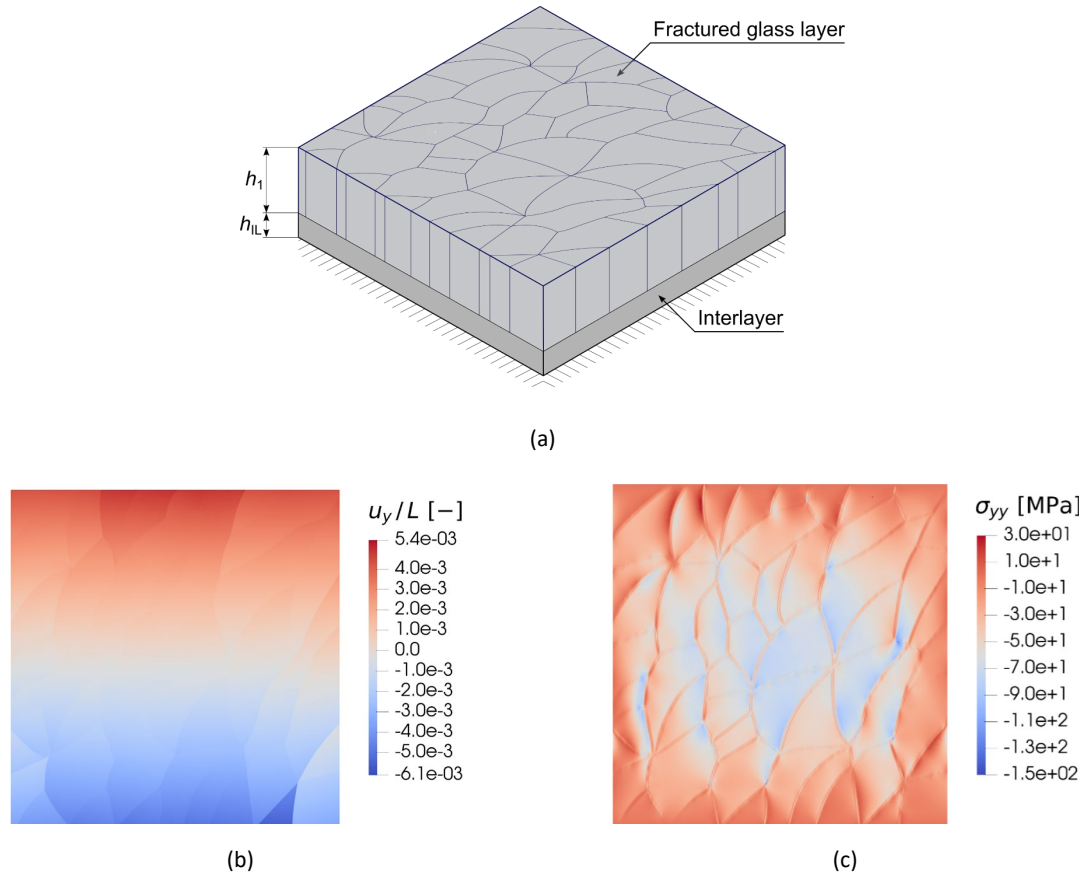 Fractured glass layer
h₁
h_IL
Interlayer
(a)
u_y/L [−]
5.4e-03
4.0e-3
3.0e-3
2.0e-3
1.0e-3
0.0
-1.0e-3
-2.0e-3
-3.0e-3
-4.0e-3
-5.0e-3
-6.1e-03
(b)
σ_yy [MPa]
3.0e+01
1.0e+1
-1.0e+1
-3.0e+1
-5.0e+1
-7.0e+1
-9.0e+1
-1.1e+2
-1.3e+2
-1.5e+02
(c)